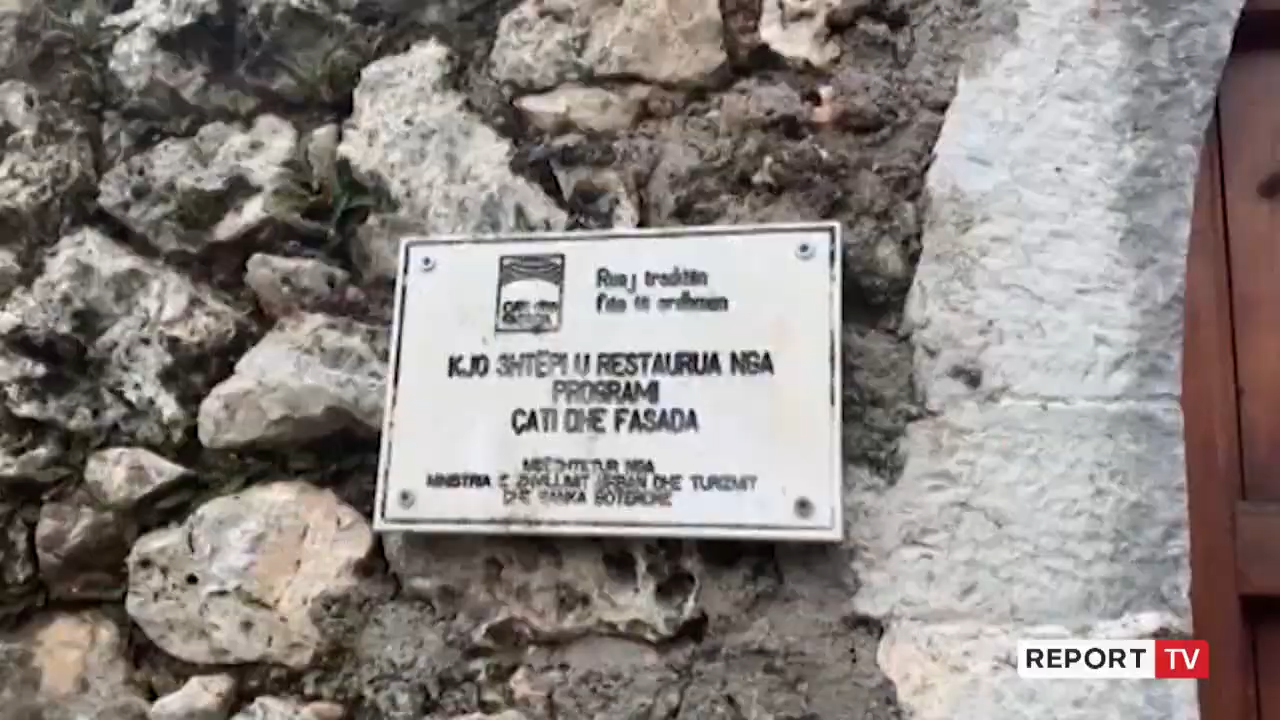 Ruaj traditën
fito të ardhmen
KJO SHTËPI U RESTAURUA NGA
PROGRAMI
ÇATI DHE FASADA
MBËSHTETUR NGA
MINISTRIA E ZHVILLIMIT URBAN DHE TURIZMIT
DHE BANKA BOTËRORE
REPORT TV